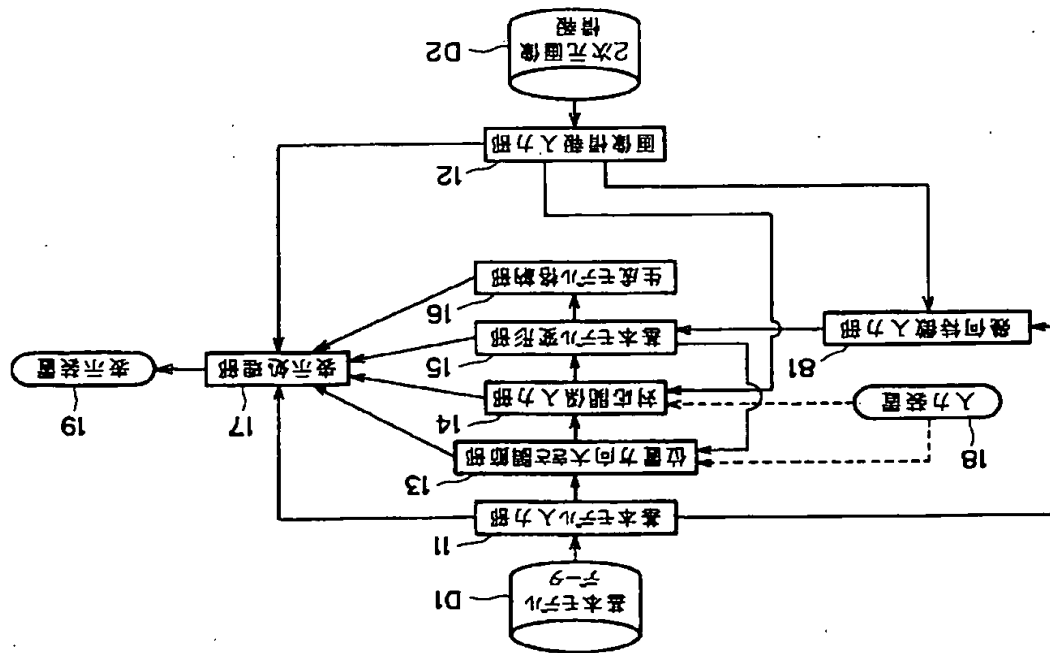 基本モデル
データ
D1
11
基本モデル入力部
13
位置方向大きさ調節部
18
入力装置
14
対応関係入力部
17
表示処理部
19
表示装置
81
幾何特徴入力部
15
基本モデル変形部
16
生成モデル格納部
12
画像情報入力部
2次元画像
情報
D2